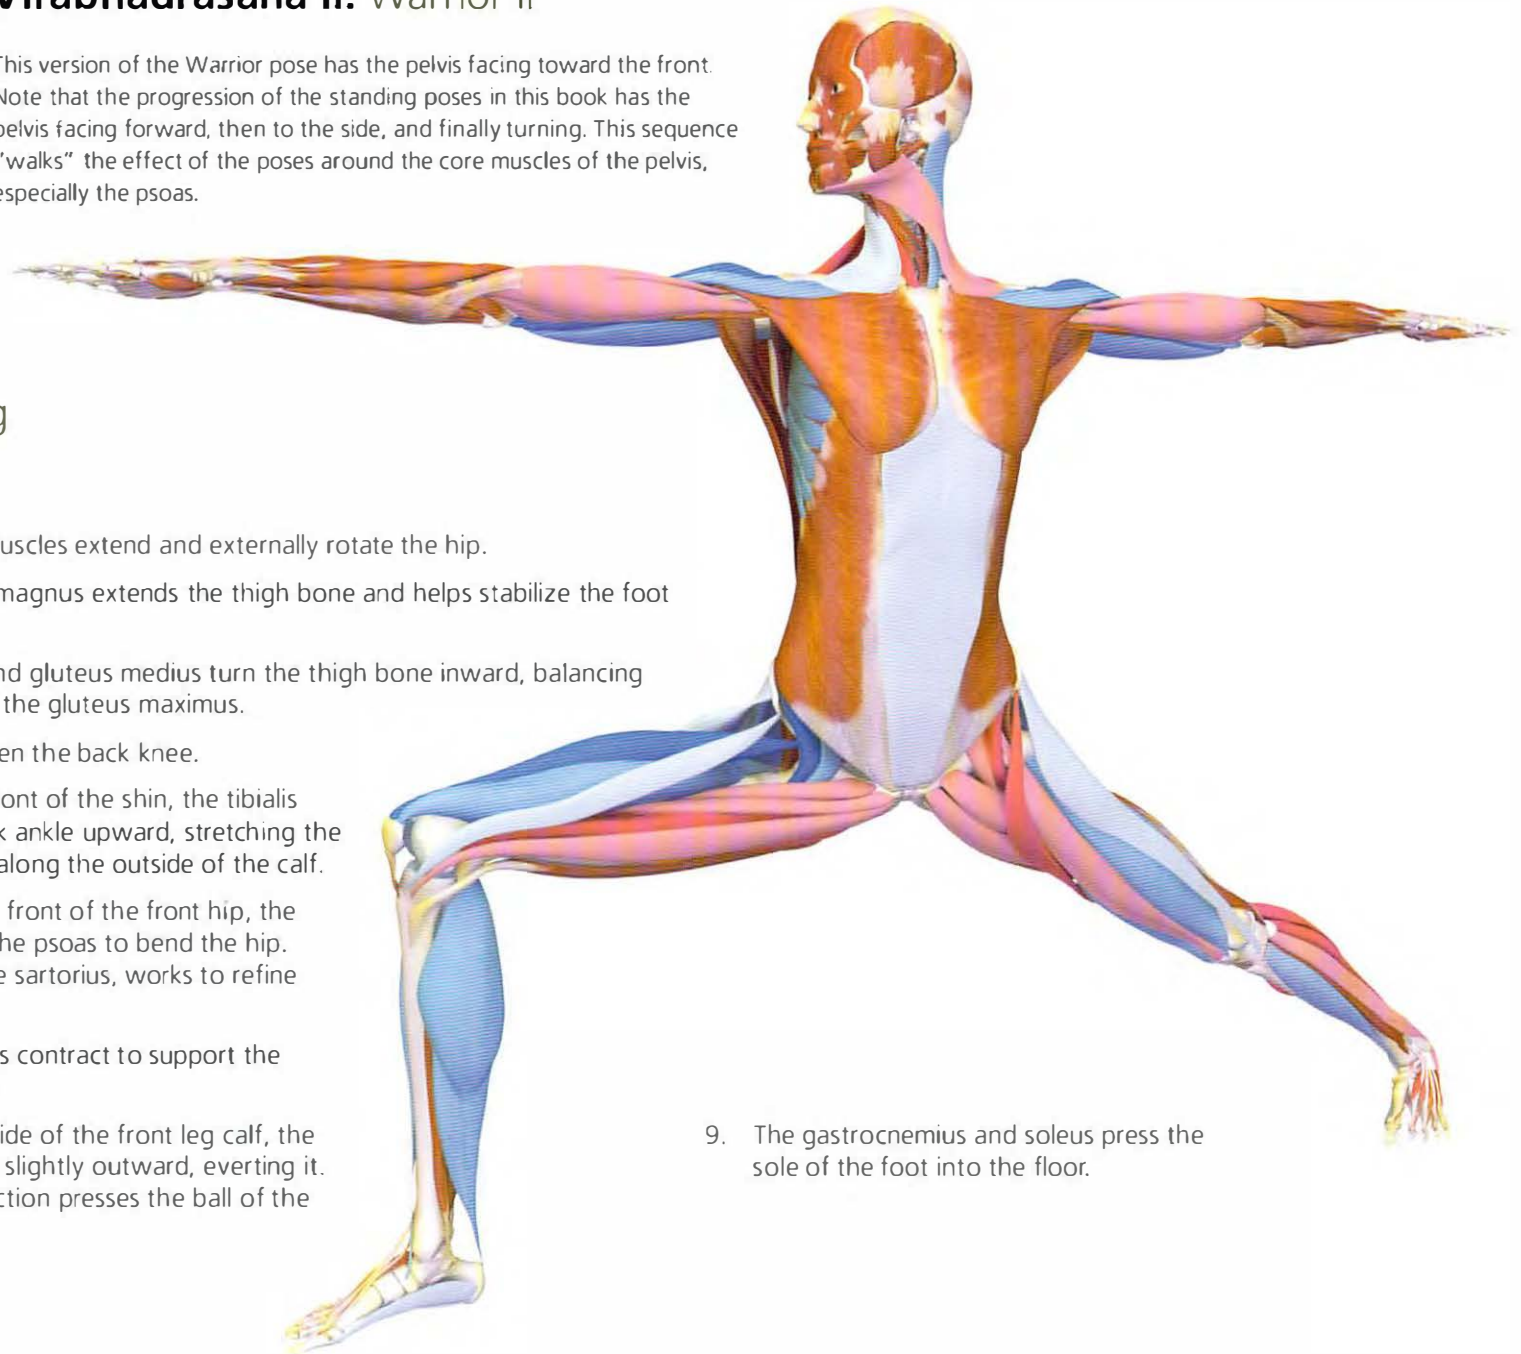 Virabhadrasana II: Warrior II
This version of the Warrior pose has the pelvis facing toward the front.
Note that the progression of the standing poses in this book has the
pelvis facing forward, then to the side, and finally turning. This sequence
"walks" the effect of the poses around the core muscles of the pelvis,
especially the psoas.
g
uscles extend and externally rotate the hip.
magnus extends the thigh bone and helps stabilize the foot
nd gluteus medius turn the thigh bone inward, balancing
the gluteus maximus.
en the back knee.
ont of the shin, the tibialis
k ankle upward, stretching the
along the outside of the calf.
front of the front hip, the
he psoas to bend the hip.
e sartorius, works to refine
s contract to support the
ide of the front leg calf, the
slightly outward, everting it.
ction presses the ball of the
9. The gastrocnemius and soleus press the
sole of the foot into the floor.